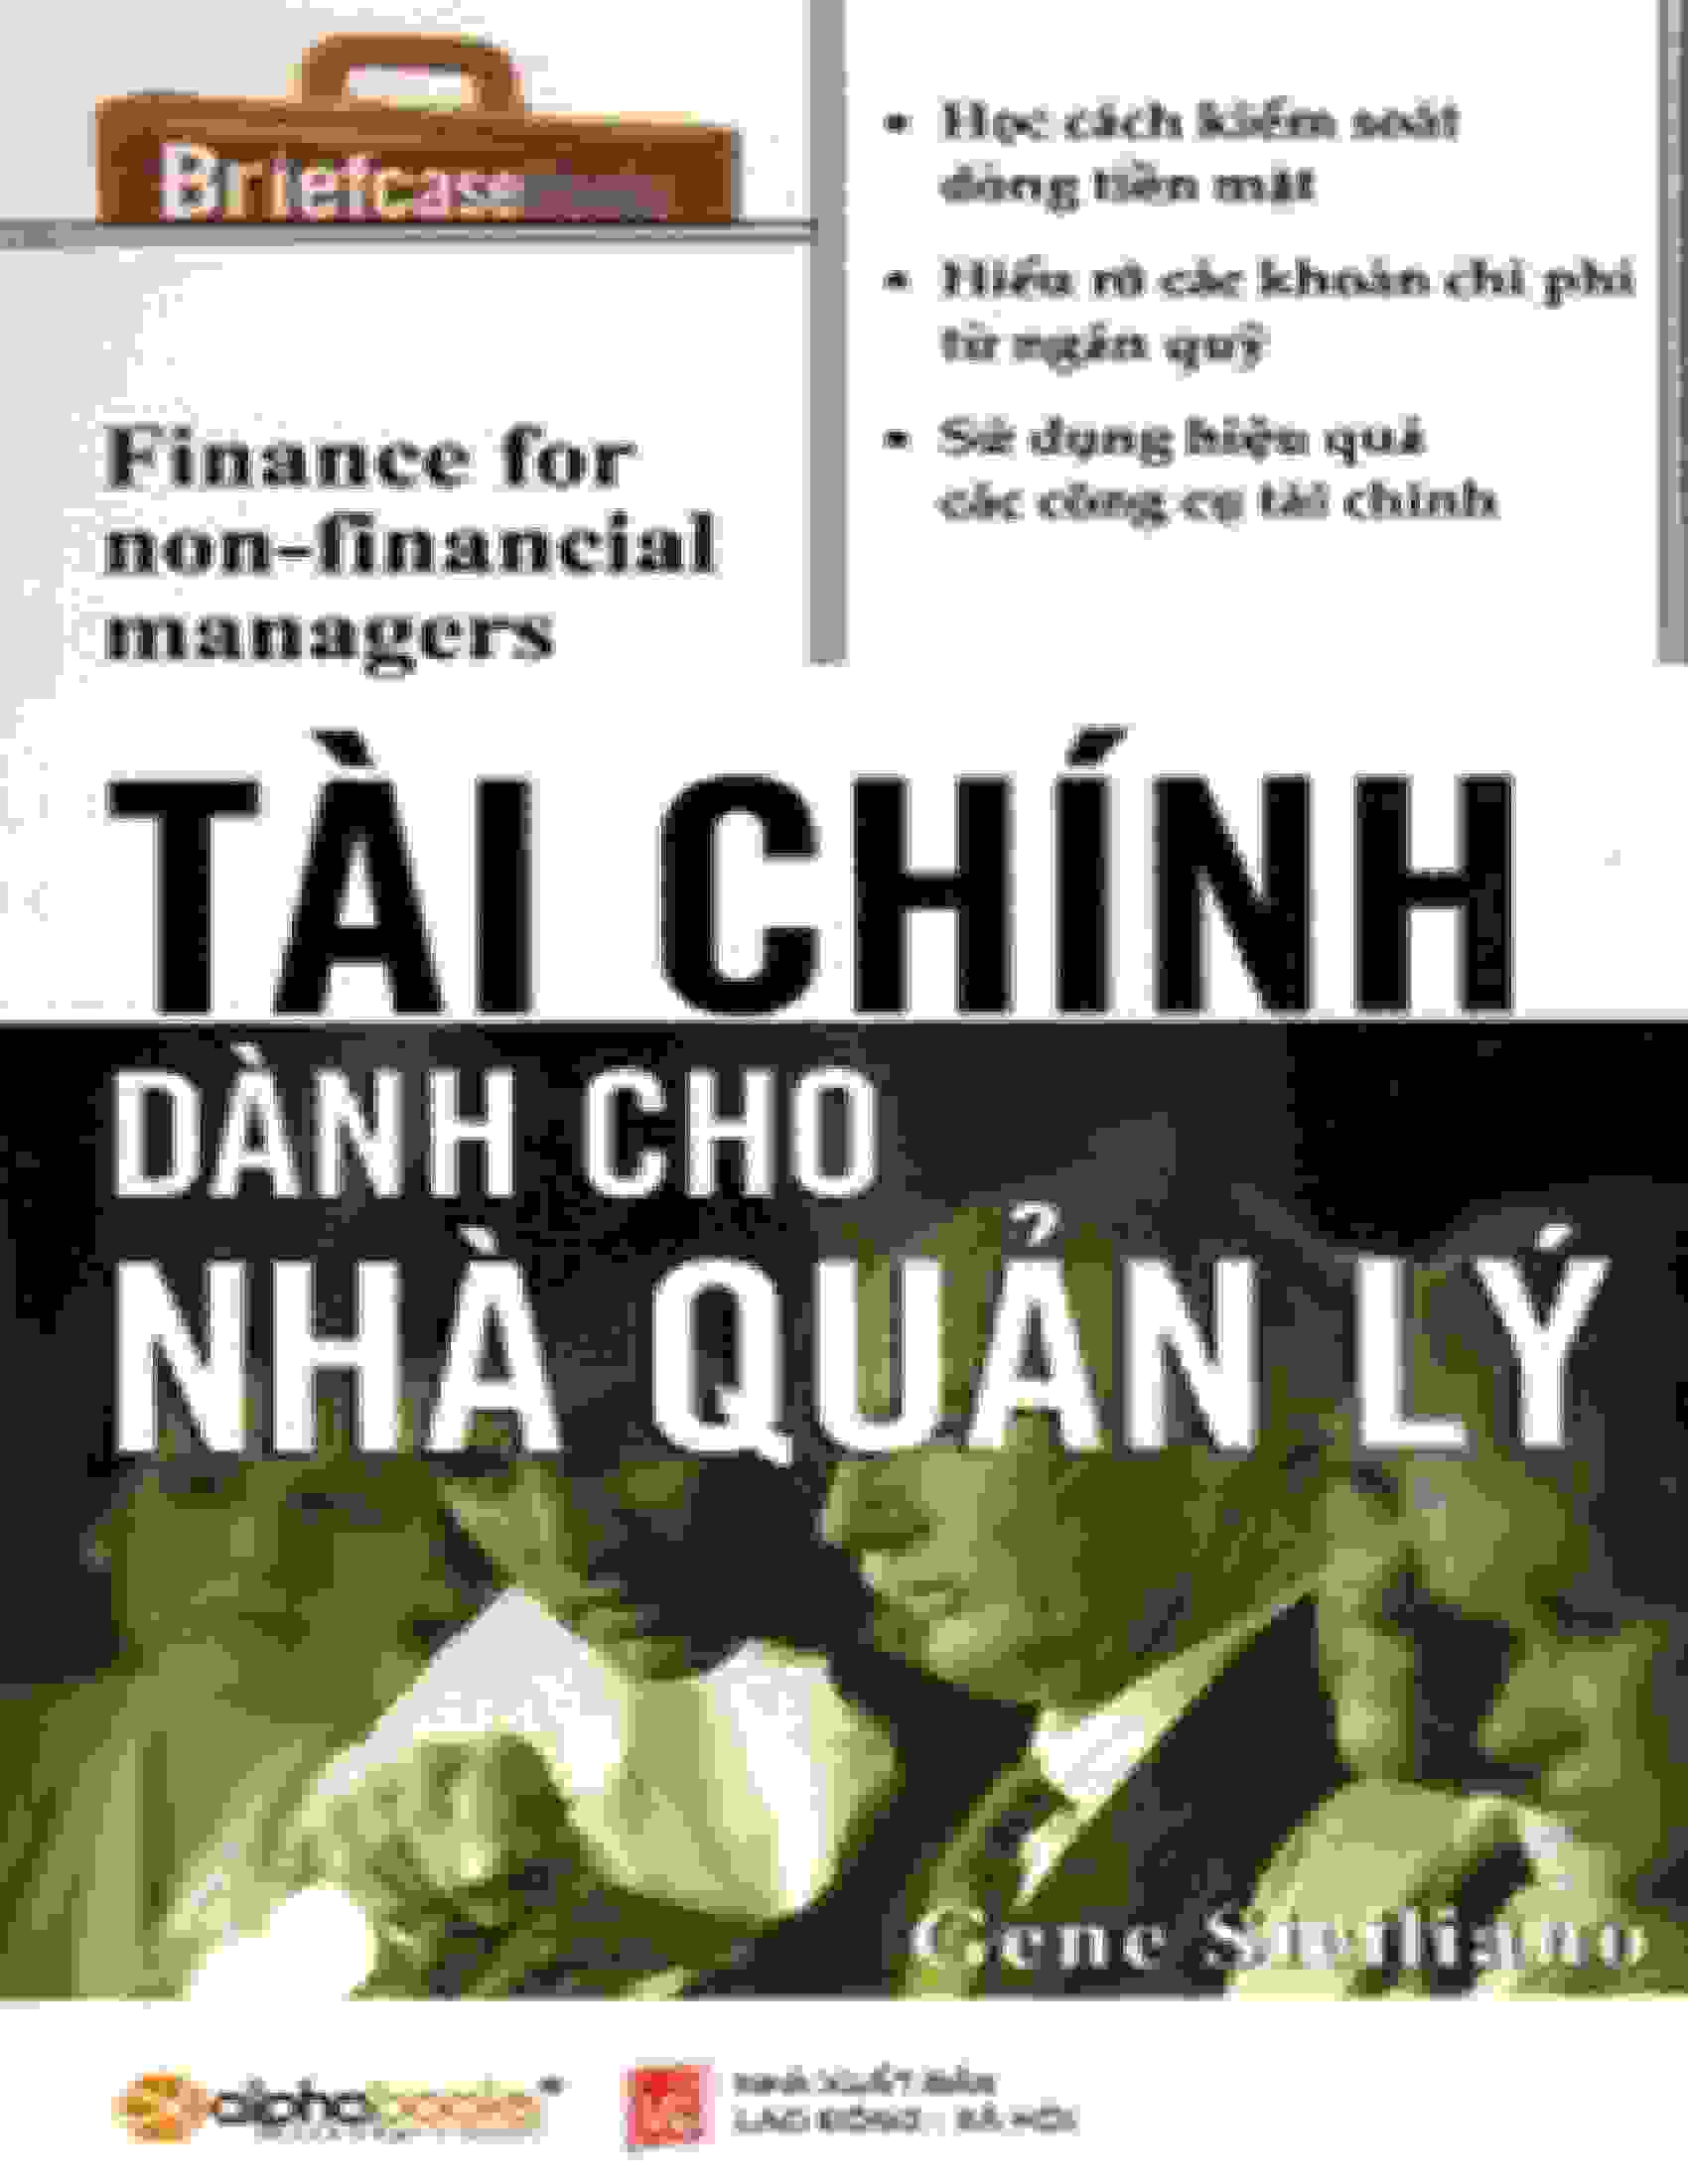 Briefcase
Học cách kiểm soát
dòng tiền mặt
Hiểu rõ các khoản chi phí
từ ngân quỹ
Sử dụng hiệu quả
các công cụ tài chính
Finance for
non-financial
managers
TÀI CHÍNH
DÀNH CHO
NHÀ QUẢN LÝ
Gene Siciliano
alphabooks
NHÀ XUẤT BẢN
LAO ĐỘNG - XÃ HỘI